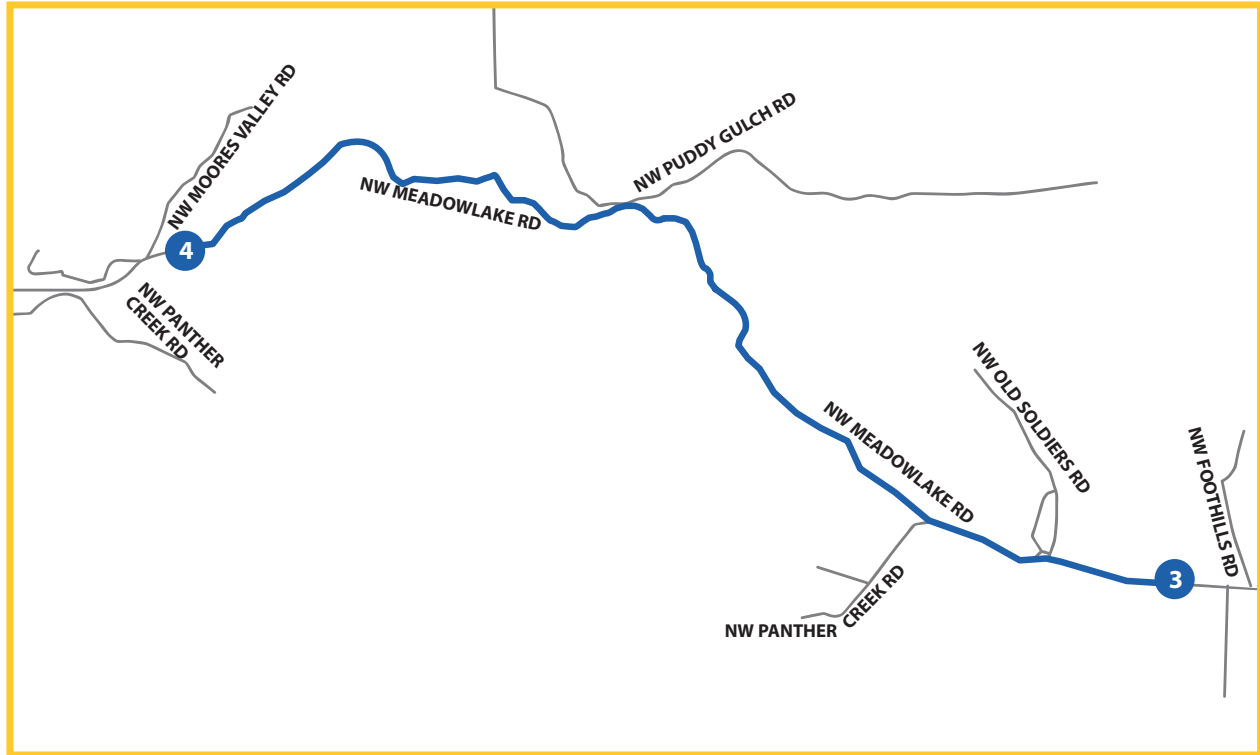 NW MOORES VALLEY RD
NW PUDDY GULCH RD
NW MEADOWLAKE RD
4
NW PANTHER
CREEK RD
NW OLD SOLDIERS RD
NW MEADOWLAKE RD
NW FOOTHILLS RD
3
NW PANTHER
CREEK RD